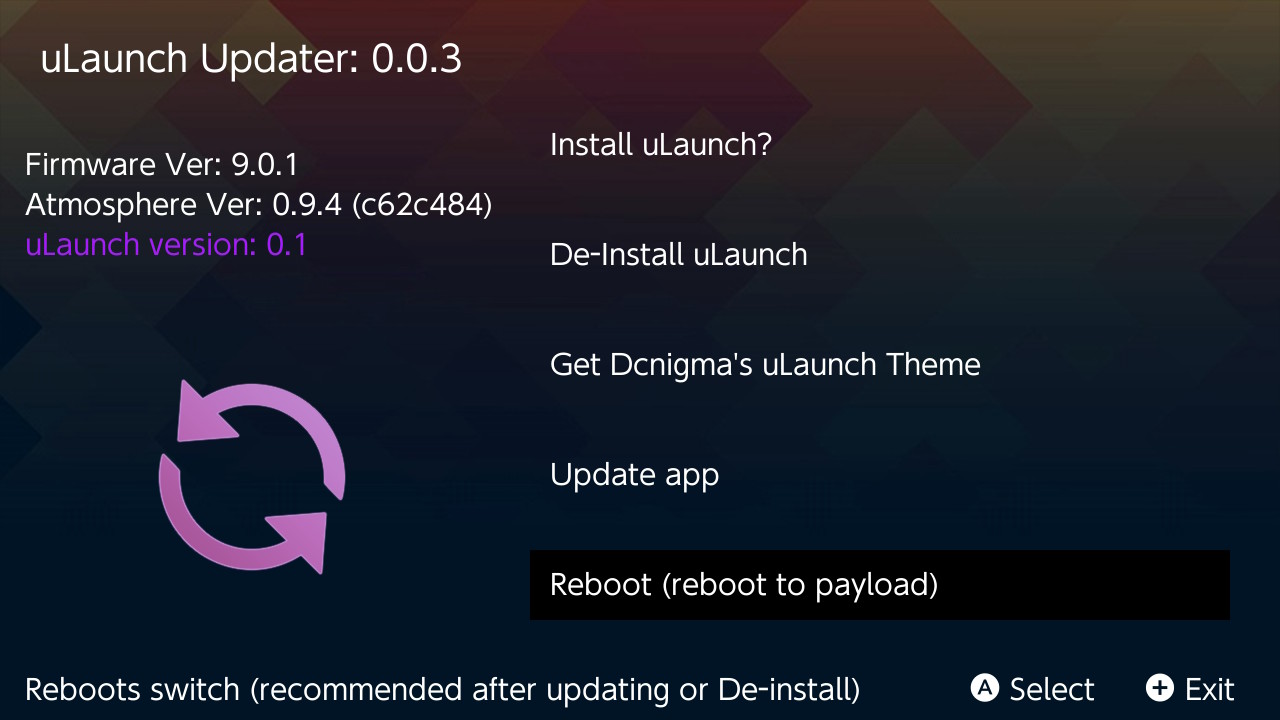 uLaunch Updater: 0.0.3
Firmware Ver: 9.0.1
Atmosphere Ver: 0.9.4 (c62c484)
uLaunch version: 0.1
Install uLaunch?
De-Install uLaunch
Get Dcnigma's uLaunch Theme
Update app
Reboot (reboot to payload)
Reboots switch (recommended after updating or De-install)
A Select
+ Exit